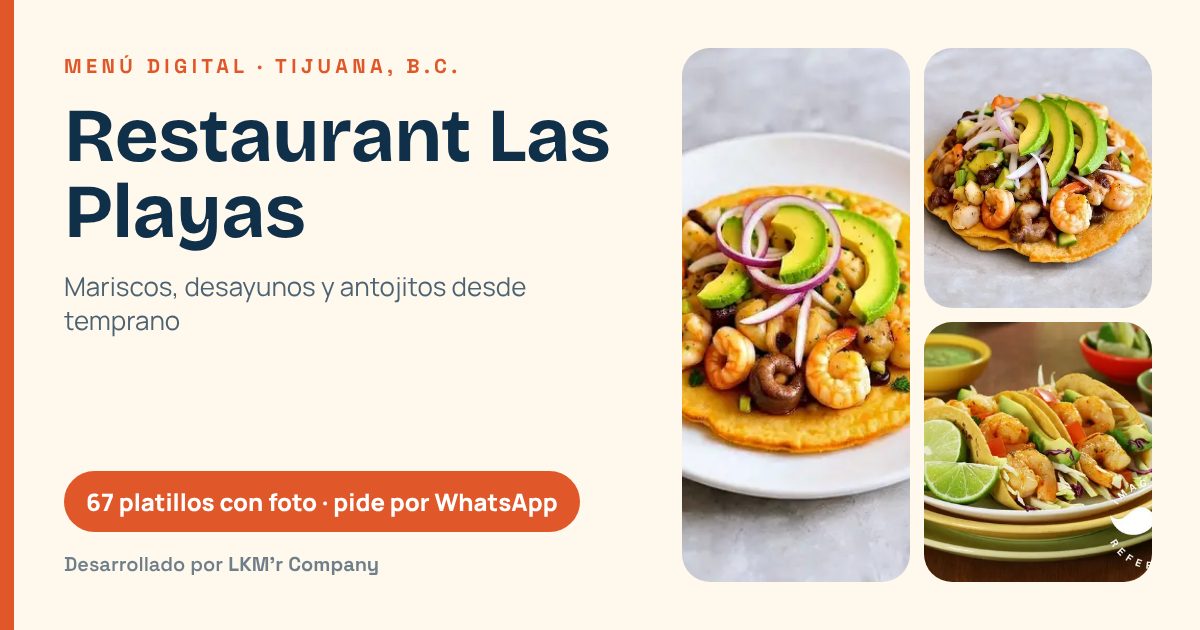 MENÚ DIGITAL · TIJUANA, B.C.
Restaurant Las
Playas
Mariscos, desayunos y antojitos desde
temprano
67 platillos con foto · pide por WhatsApp
Desarrollado por LKM’r Company